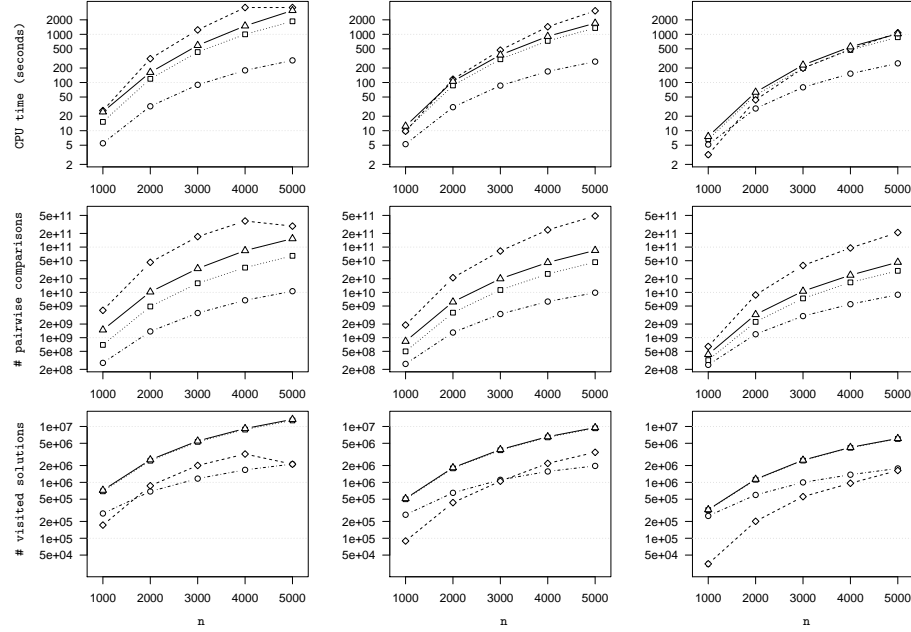 CPU time (seconds)
2000
1000
500
200
100
50
20
10
5
2
1000 2000 3000 4000 5000
2000
1000
500
200
100
50
20
10
5
2
1000 2000 3000 4000 5000
2000
1000
500
200
100
50
20
10
5
2
1000 2000 3000 4000 5000
# pairwise comparisons
5e+11
2e+11
1e+11
5e+10
2e+10
1e+10
5e+09
2e+09
1e+09
5e+08
2e+08
1000 2000 3000 4000 5000
5e+11
2e+11
1e+11
5e+10
2e+10
1e+10
5e+09
2e+09
1e+09
5e+08
2e+08
1000 2000 3000 4000 5000
5e+11
2e+11
1e+11
5e+10
2e+10
1e+10
5e+09
2e+09
1e+09
5e+08
2e+08
1000 2000 3000 4000 5000
# visited solutions
1e+07
5e+06
2e+06
1e+06
5e+05
2e+05
1e+05
5e+04
1000 2000 3000 4000 5000
n
1e+07
5e+06
2e+06
1e+06
5e+05
2e+05
1e+05
5e+04
1000 2000 3000 4000 5000
n
1e+07
5e+06
2e+06
1e+06
5e+05
2e+05
1e+05
5e+04
1000 2000 3000 4000 5000
n